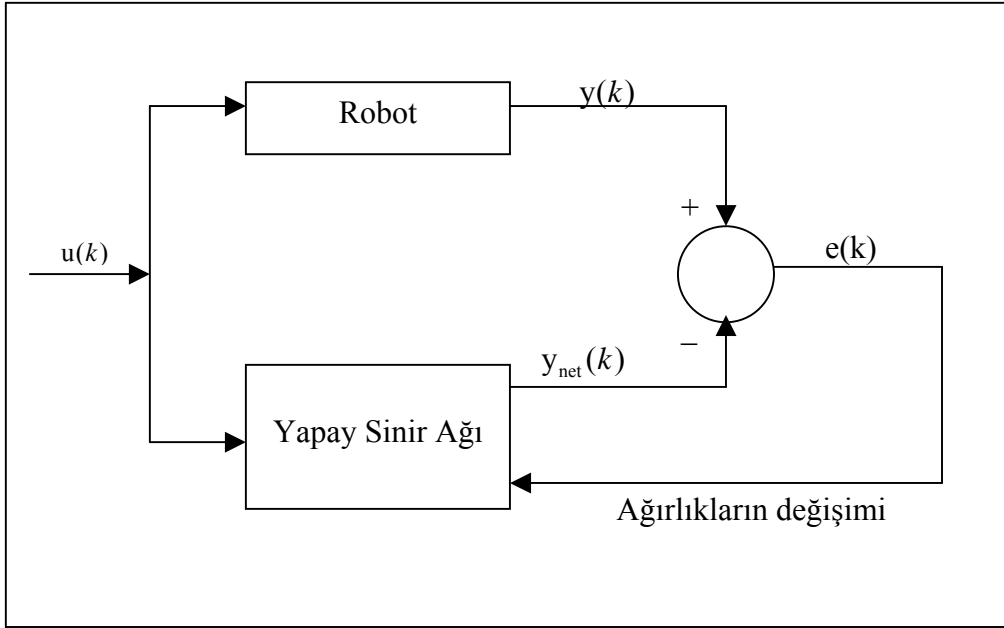 Robot
y(k)
+
u(k)
e(k)
−
y_net(k)
Yapay Sinir Ağı
Ağırlıkların değişimi